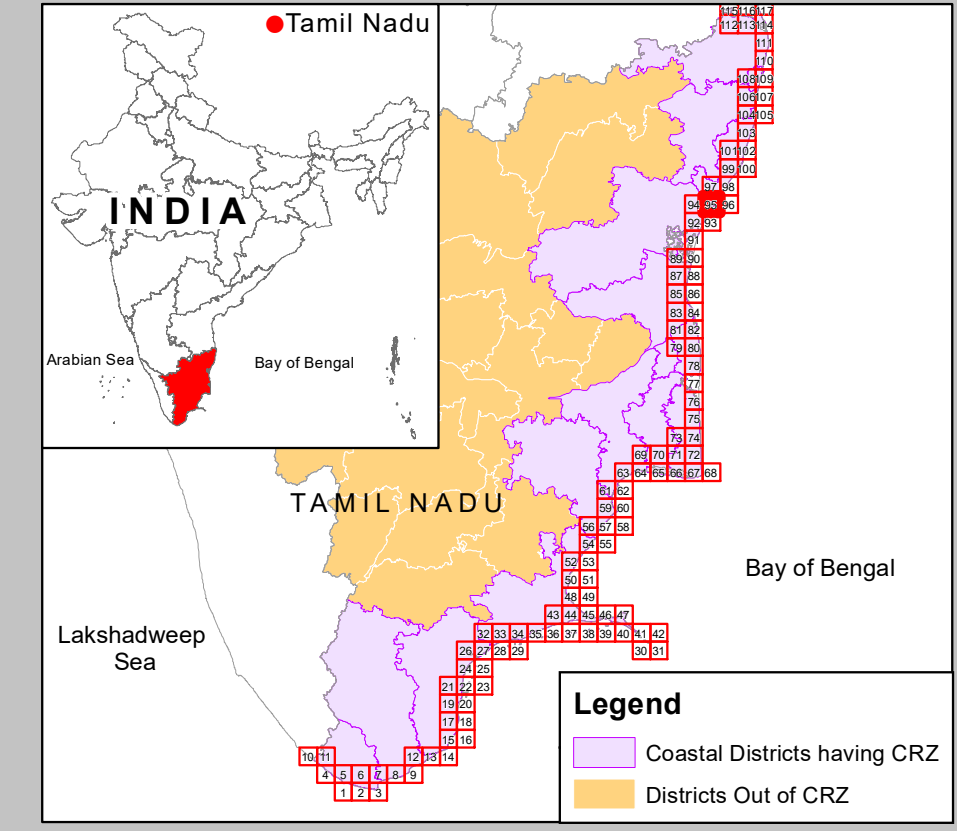 Tamil Nadu
INDIA
Arabian Sea
Bay of Bengal
115 116 117
112 113 114
111
110
108 109
106 107
104 105
103
101 102
99 100
97 98
94 95 96
92 93
91
89 90
87 88
85 86
83 84
81 82
79 80
78
77
76
75
73 74
69 70 71 72
63 64 65 66 67 68
61 62
TAMIL NADU
59 60
56 57 58
54 55
52 53
Bay of Bengal
50 51
48 49
43 44 45 46 47
Lakshadweep
Sea
32 33 34 35 36 37 38 39 40 41 42
26 27 28 29 30 31
24 25
21 22 23
19 20
17 18
15 16
10 11 12 13 14
4 5 6 7 8 9
1 2 3
Legend
Coastal Districts having CRZ
Districts Out of CRZ